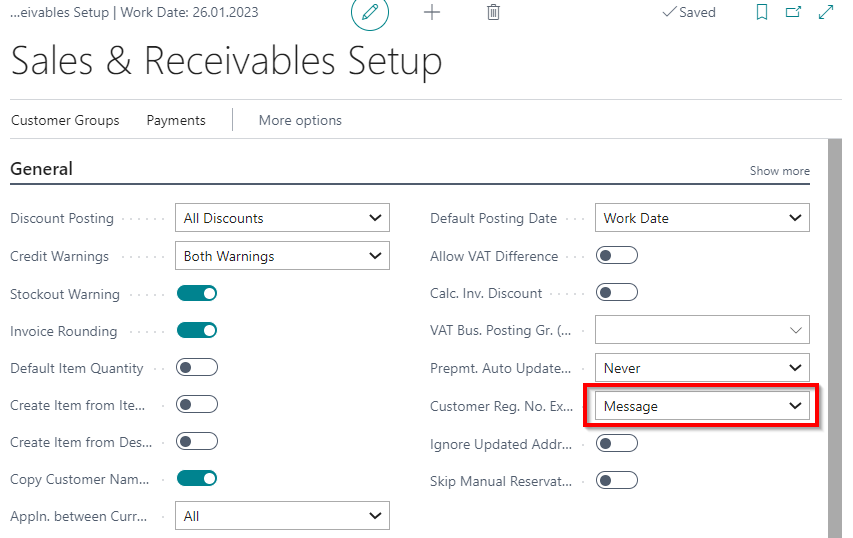 ...eivables Setup | Work Date: 26.01.2023
Saved
Sales & Receivables Setup
Customer Groups Payments More options
General Show more
Discount Posting All Discounts
Default Posting Date Work Date
Credit Warnings Both Warnings
Allow VAT Difference
Stockout Warning
Calc. Inv. Discount
Invoice Rounding
VAT Bus. Posting Gr. (...
Default Item Quantity
Prepmt. Auto Update... Never
Create Item from Ite...
Customer Reg. No. Ex... Message
Create Item from Des...
Ignore Updated Addr...
Copy Customer Nam...
Skip Manual Reservat...
Appln. between Curr... All